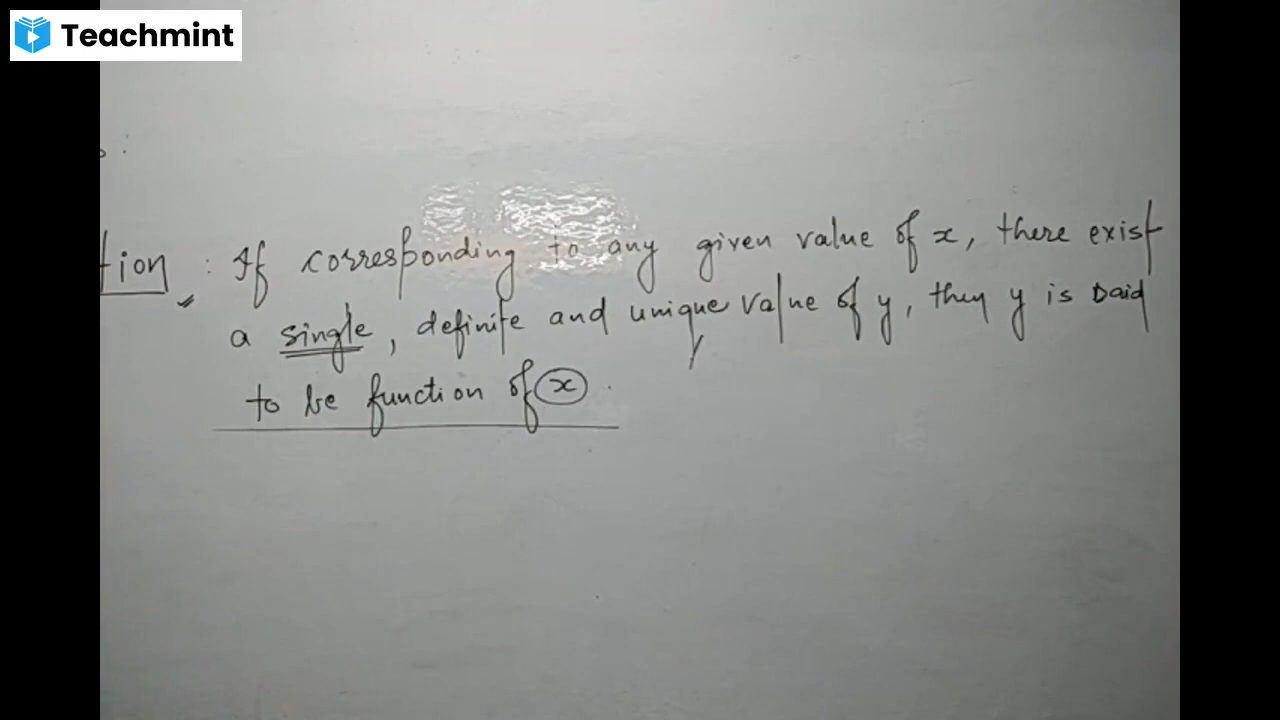 Teachmint
tion : If corresponding to any given value of x, there exist
a single, definite and unique value of y, then y is said
to be function of x.